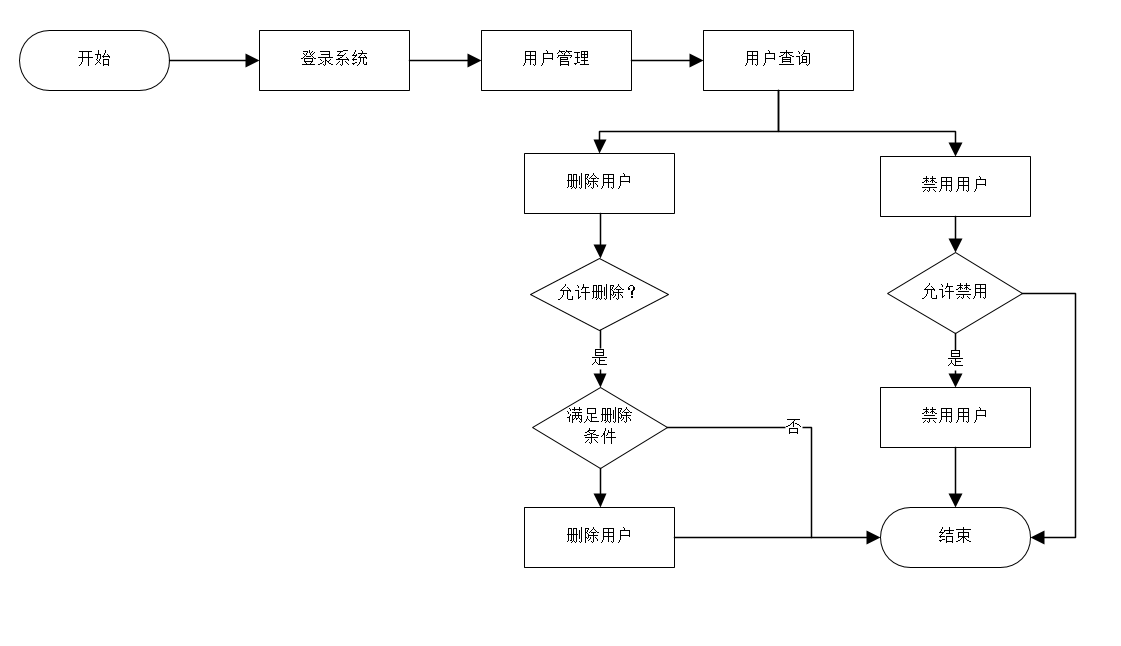 开始
登录系统
用户管理
用户查询
删除用户
禁用用户
允许删除？
允许禁用
是
是
满足删除
条件
禁用用户
否
删除用户
结束